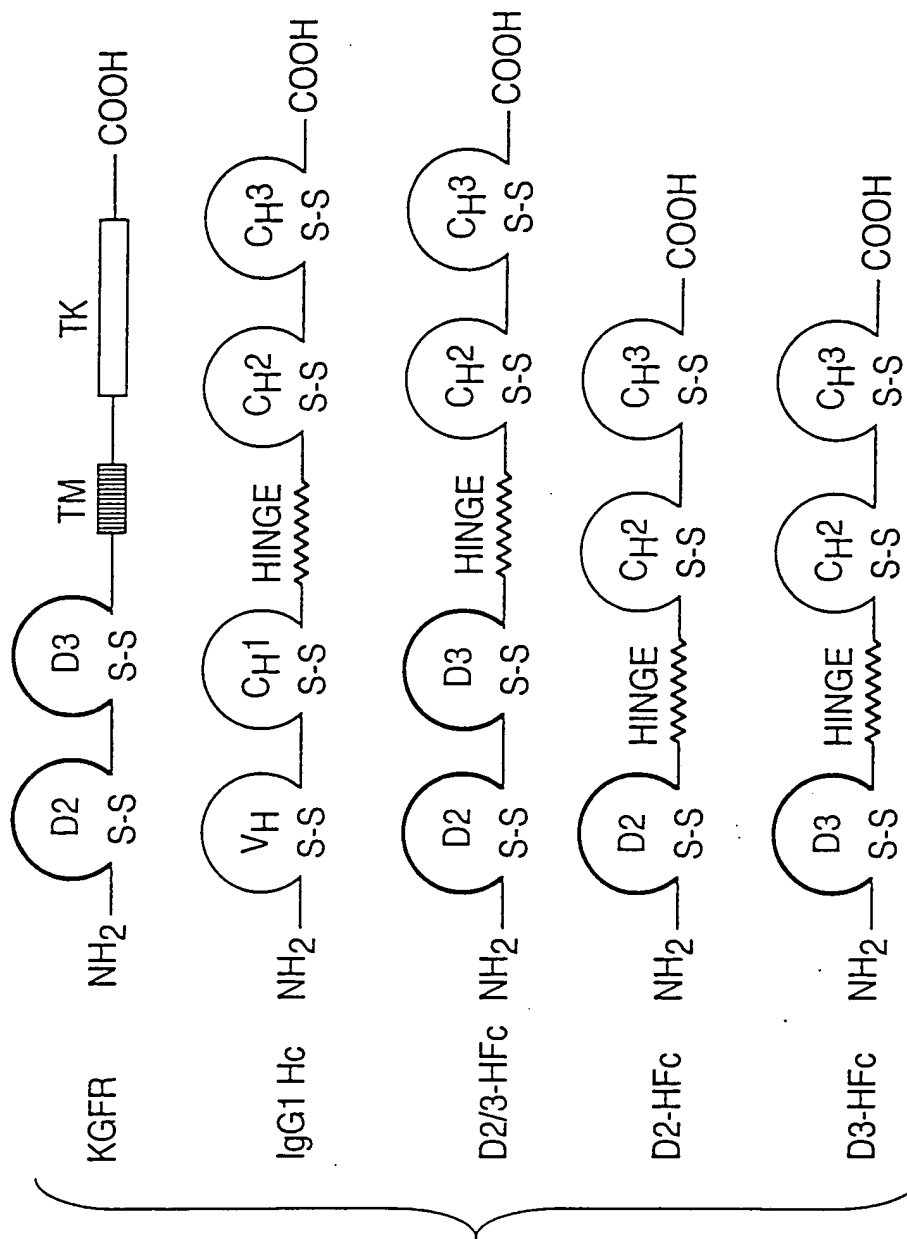 KGFR NH2 D2 S-S D3 S-S TM TK COOH
IgG1 Hc NH2 VH S-S CH1 S-S HINGE CH2 S-S CH3 S-S COOH
D2/3-HFc NH2 D2 S-S D3 S-S HINGE CH2 S-S CH3 S-S COOH
D2-HFc NH2 D2 S-S HINGE CH2 S-S CH3 S-S COOH
D3-HFc NH2 D3 S-S HINGE CH2 S-S CH3 S-S COOH